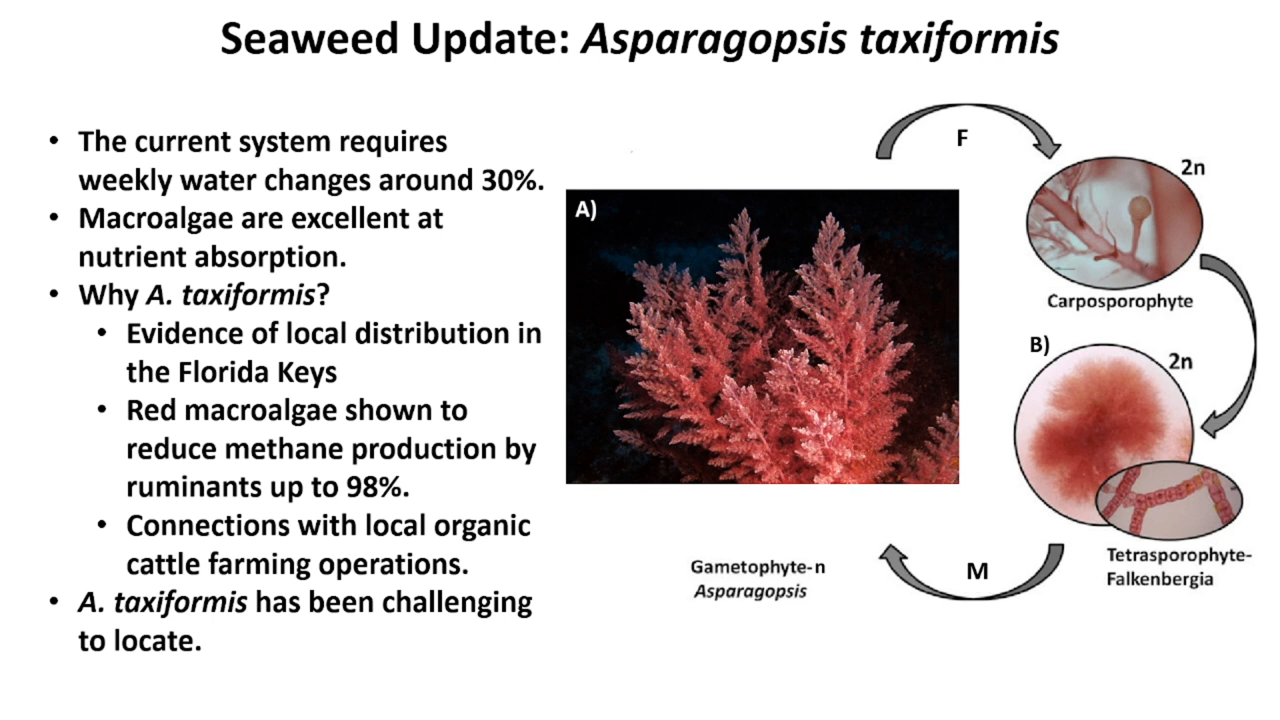 Seaweed Update: Asparagopsis taxiformis
• The current system requires
weekly water changes around 30%.
• Macroalgae are excellent at
nutrient absorption.
• Why A. taxiformis?
• Evidence of local distribution in
the Florida Keys
• Red macroalgae shown to
reduce methane production by
ruminants up to 98%.
• Connections with local organic
cattle farming operations.
• A. taxiformis has been challenging
to locate.
A)
F
2n
Carposporophyte
B)
2n
Tetrasporophyte-
Falkenbergia
M
Gametophyte-n
Asparagopsis